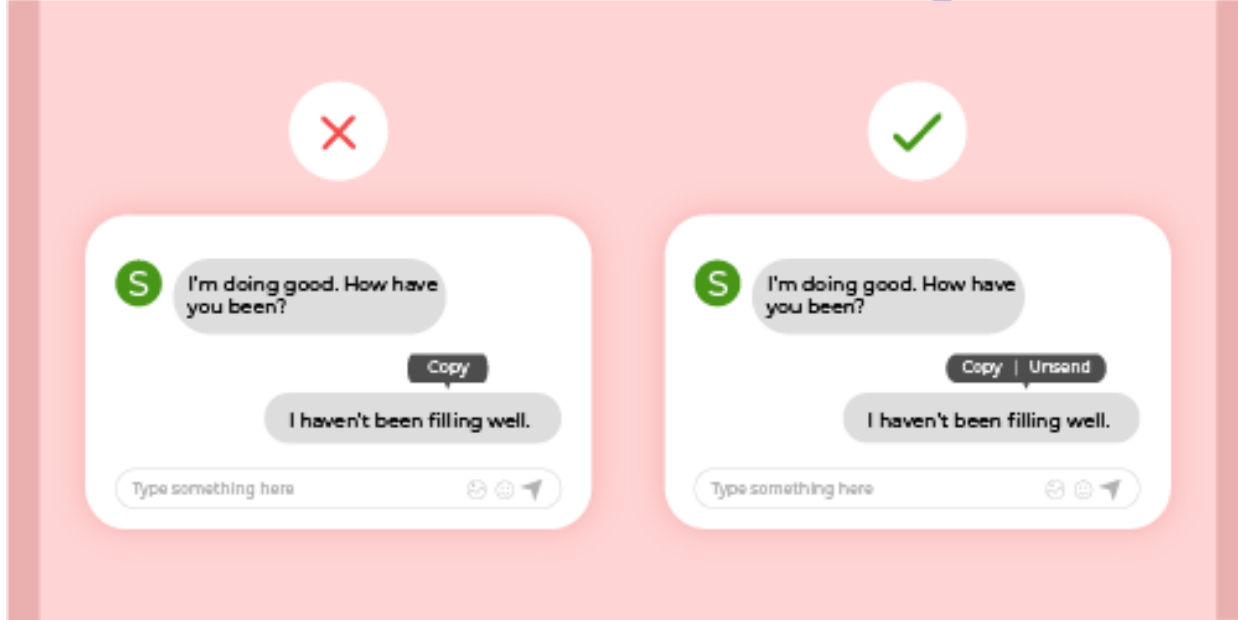 S
I'm doing good. How have
you been?
Copy
I haven't been filling well.
Type something here
S
I'm doing good. How have
you been?
Copy | Unsend
I haven't been filling well.
Type something here